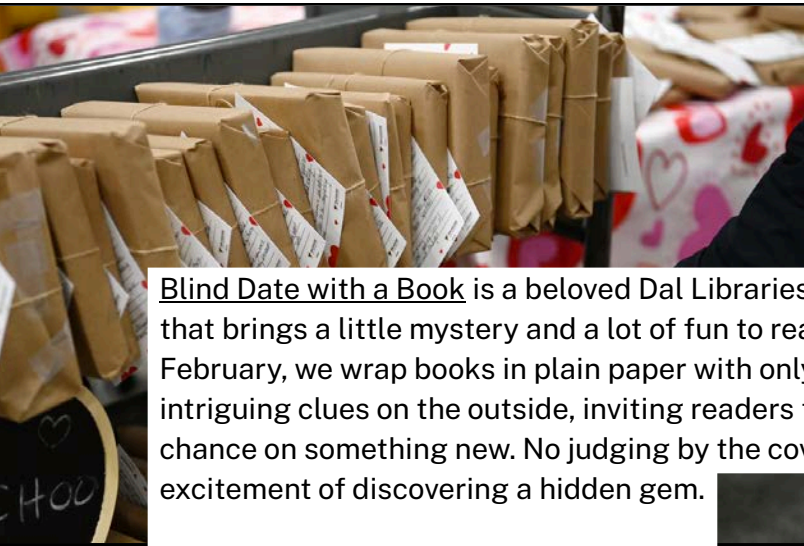 Blind Date with a Book is a beloved Dal Libraries
that brings a little mystery and a lot of fun to
February, we wrap books in plain paper with only
intriguing clues on the outside, inviting readers
chance on something new. No judging by the
excitement of discovering a hidden gem.
CHOO